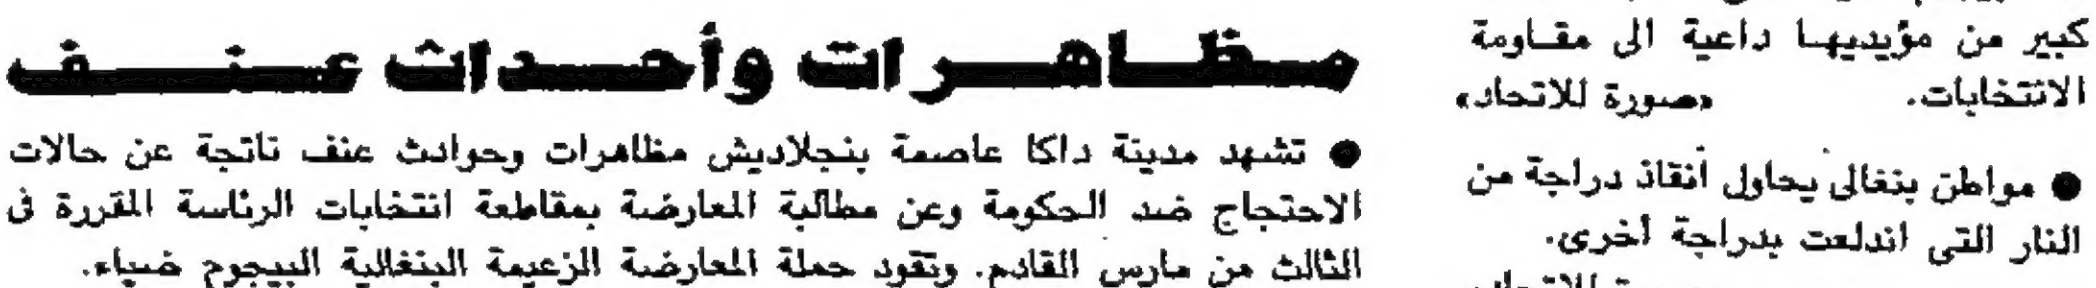 مظاهرات وأحداث عنف
● تشهد مدينة داكا عاصمة بنجلاديش مظاهرات وحوادث عنف ناتجة عن حالات
الاحتجاج ضد الحكومة وعن مطالبة المعارضة بمقاطعة انتخابات الرئاسة المقررة فى
الثالث من مارس القادم. وتقود حملة المعارضة الزعيمة البنغالية البيجوم ضياء.
كبير من مؤيديها داعية الى مقاومة
الانتخابات. «صورة للاتحاد»
● مواطن بنغالى يحاول انقاذ دراجة من
النار التى اندلعت بدراجة أخرى.